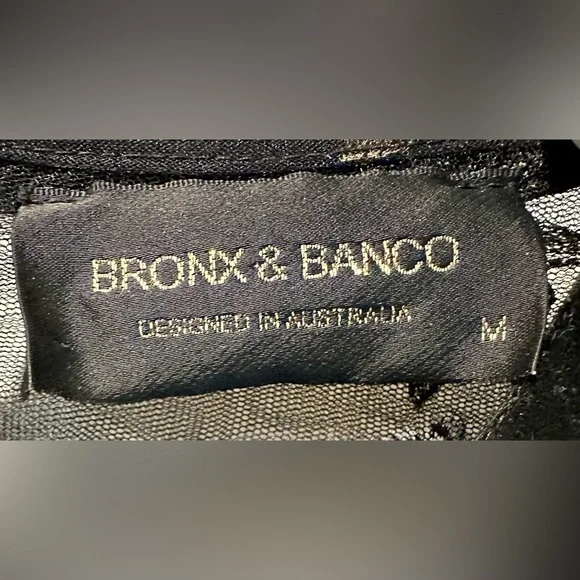 BRONX & BANCO
DESIGNED IN AUSTRALIA
M